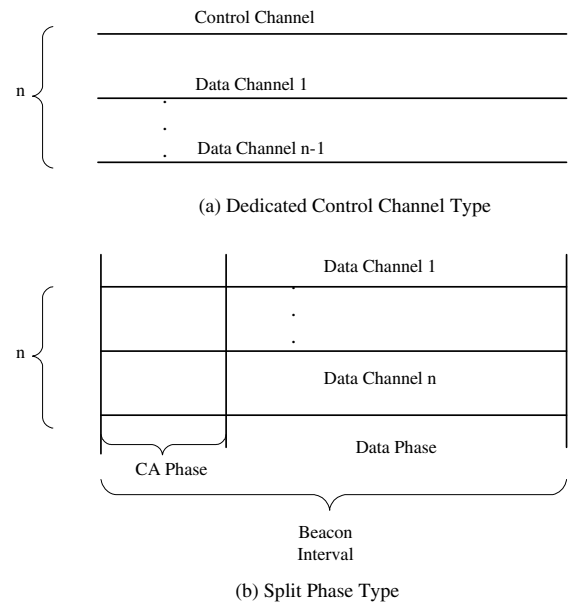 Control Channel
n
Data Channel 1
Data Channel n-1
(a) Dedicated Control Channel Type
Data Channel 1
n
Data Channel n
Data Phase
CA Phase
Beacon
Interval
(b) Split Phase Type